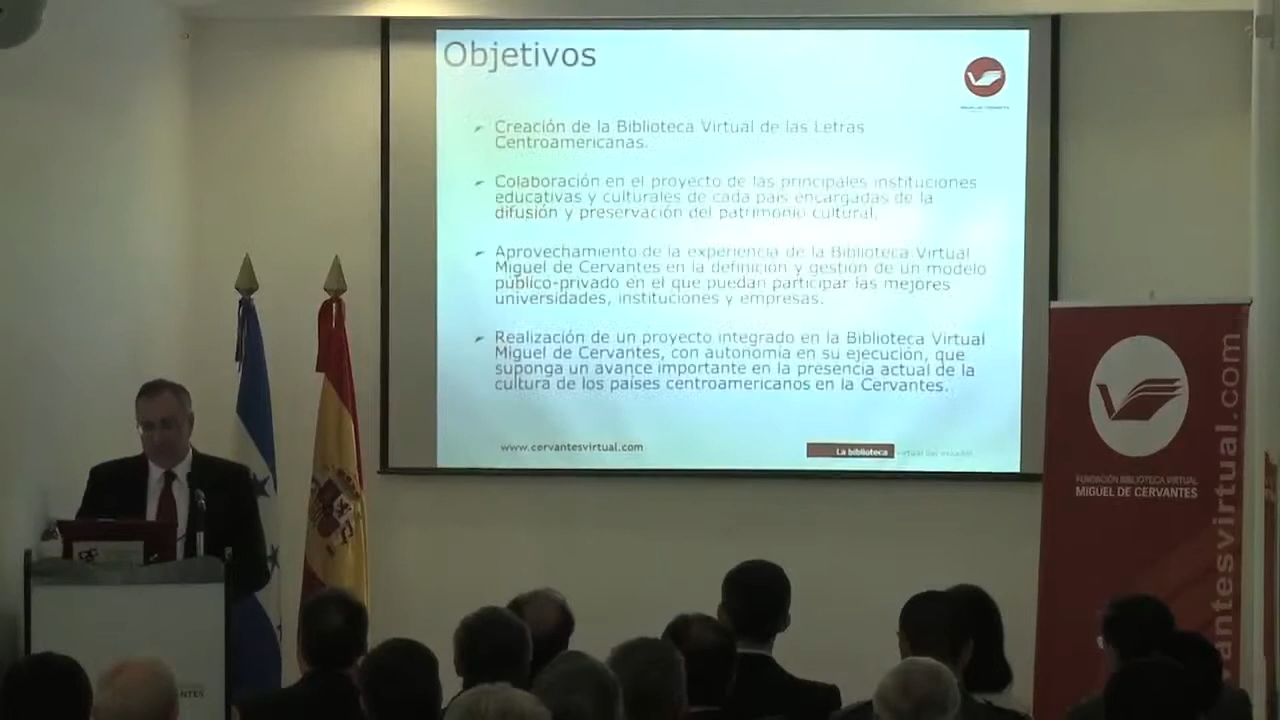 Objetivos
Creación de la Biblioteca Virtual de las Letras
Centroamericanas.
Colaboración en el proyecto de las principales instituciones
educativas y culturales de cada país encargadas de la
difusión y preservación del patrimonio cultural.
Aprovechamiento de la experiencia de la Biblioteca Virtual
Miguel de Cervantes en la definición y gestión de un modelo
público-privado en el que puedan participar las mejores
universidades, instituciones y empresas.
Realización de un proyecto integrado en la Biblioteca Virtual
Miguel de Cervantes, con autonomía en su ejecución, que
suponga un avance importante en la presencia actual de la
cultura de los países centroamericanos en la Cervantes.
www.cervantesvirtual.com
La biblioteca
FUNDACIÓN BIBLIOTECA VIRTUAL
MIGUEL DE CERVANTES
antesvirtual.com